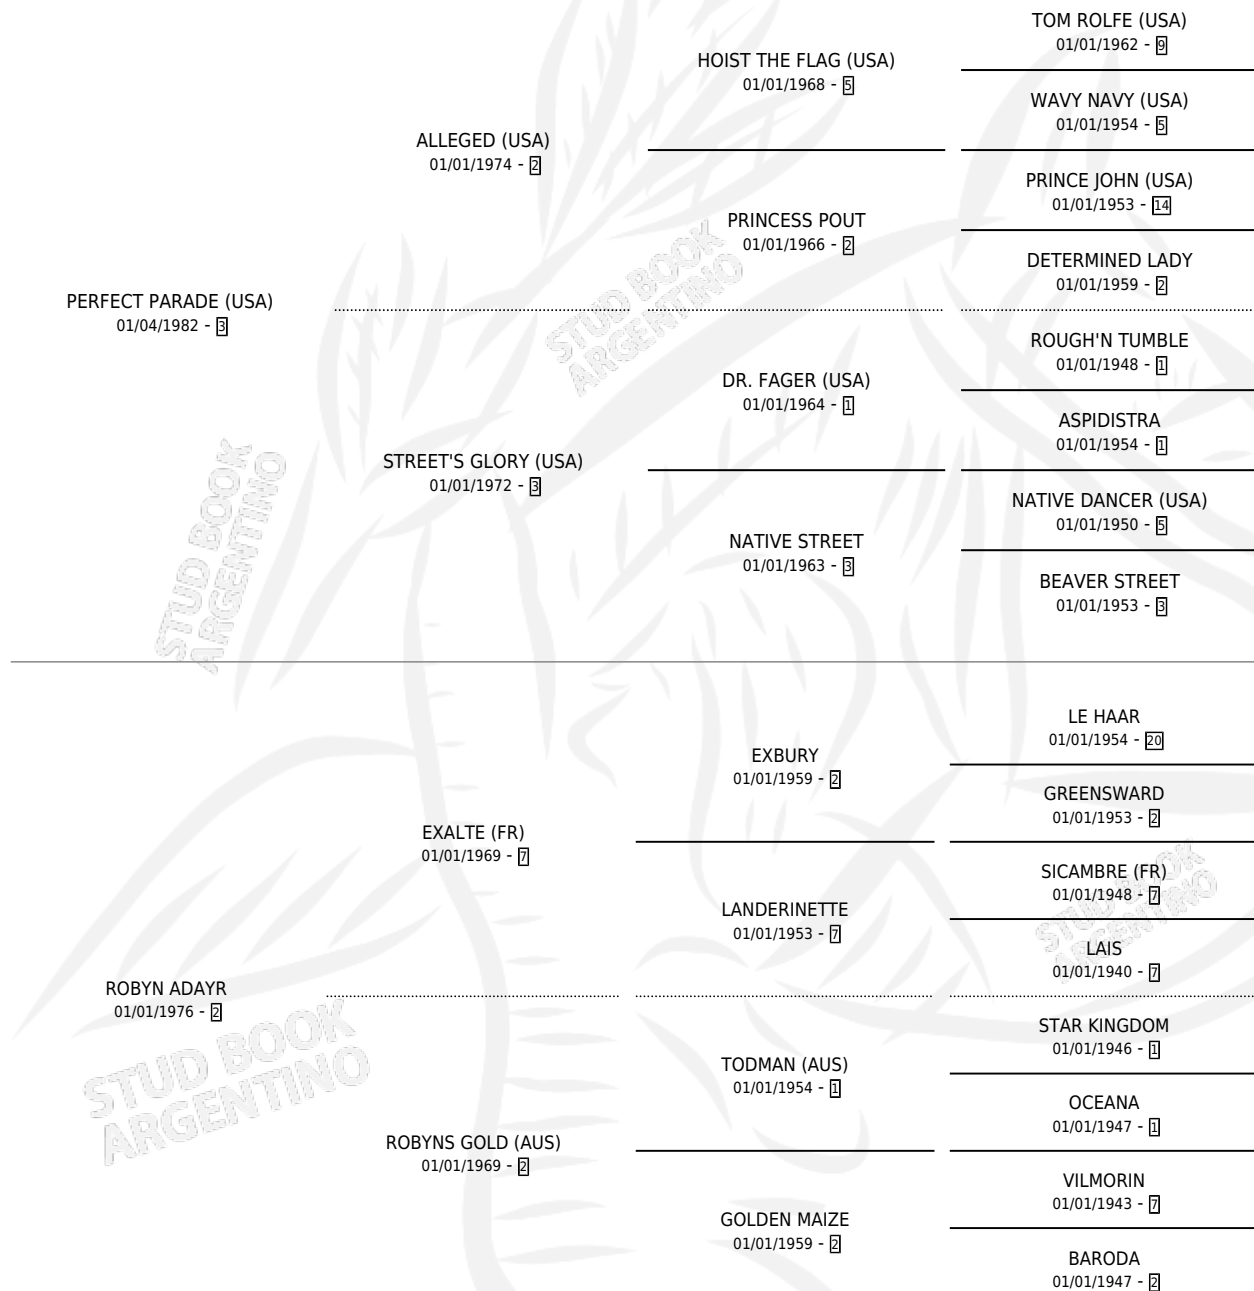 TOM ROLFE (USA)
01/01/1962 - 9
HOIST THE FLAG (USA)
01/01/1968 - 5
WAVY NAVY (USA)
01/01/1954 - 5
ALLEGED (USA)
01/01/1974 - 2
PRINCE JOHN (USA)
01/01/1953 - 14
PRINCESS POUT
01/01/1966 - 2
DETERMINED LADY
01/01/1959 - 2
PERFECT PARADE (USA)
01/04/1982 - 3
ROUGH'N TUMBLE
01/01/1948 - 1
DR. FAGER (USA)
01/01/1964 - 1
ASPIDISTRA
01/01/1954 - 1
STREET'S GLORY (USA)
01/01/1972 - 3
NATIVE DANCER (USA)
01/01/1950 - 5
NATIVE STREET
01/01/1963 - 3
BEAVER STREET
01/01/1953 - 3
LE HAAR
01/01/1954 - 20
EXBURY
01/01/1959 - 2
GREENSWARD
01/01/1953 - 2
EXALTE (FR)
01/01/1969 - 7
SICAMBRE (FR)
01/01/1948 - 7
LANDERINETTE
01/01/1953 - 7
LAIS
01/01/1940 - 7
ROBYN ADAYR
01/01/1976 - 2
STAR KINGDOM
01/01/1946 - 1
TODMAN (AUS)
01/01/1954 - 1
OCEANA
01/01/1947 - 1
ROBYNS GOLD (AUS)
01/01/1969 - 2
VILMORIN
01/01/1943 - 7
GOLDEN MAIZE
01/01/1959 - 2
BARODA
01/01/1947 - 2
STUD BOOK
ARGENTINO
STUD BOOK
ARGENTINO
STUD BOOK
ARGENTINO
STUD BOOK
ARGENTINO